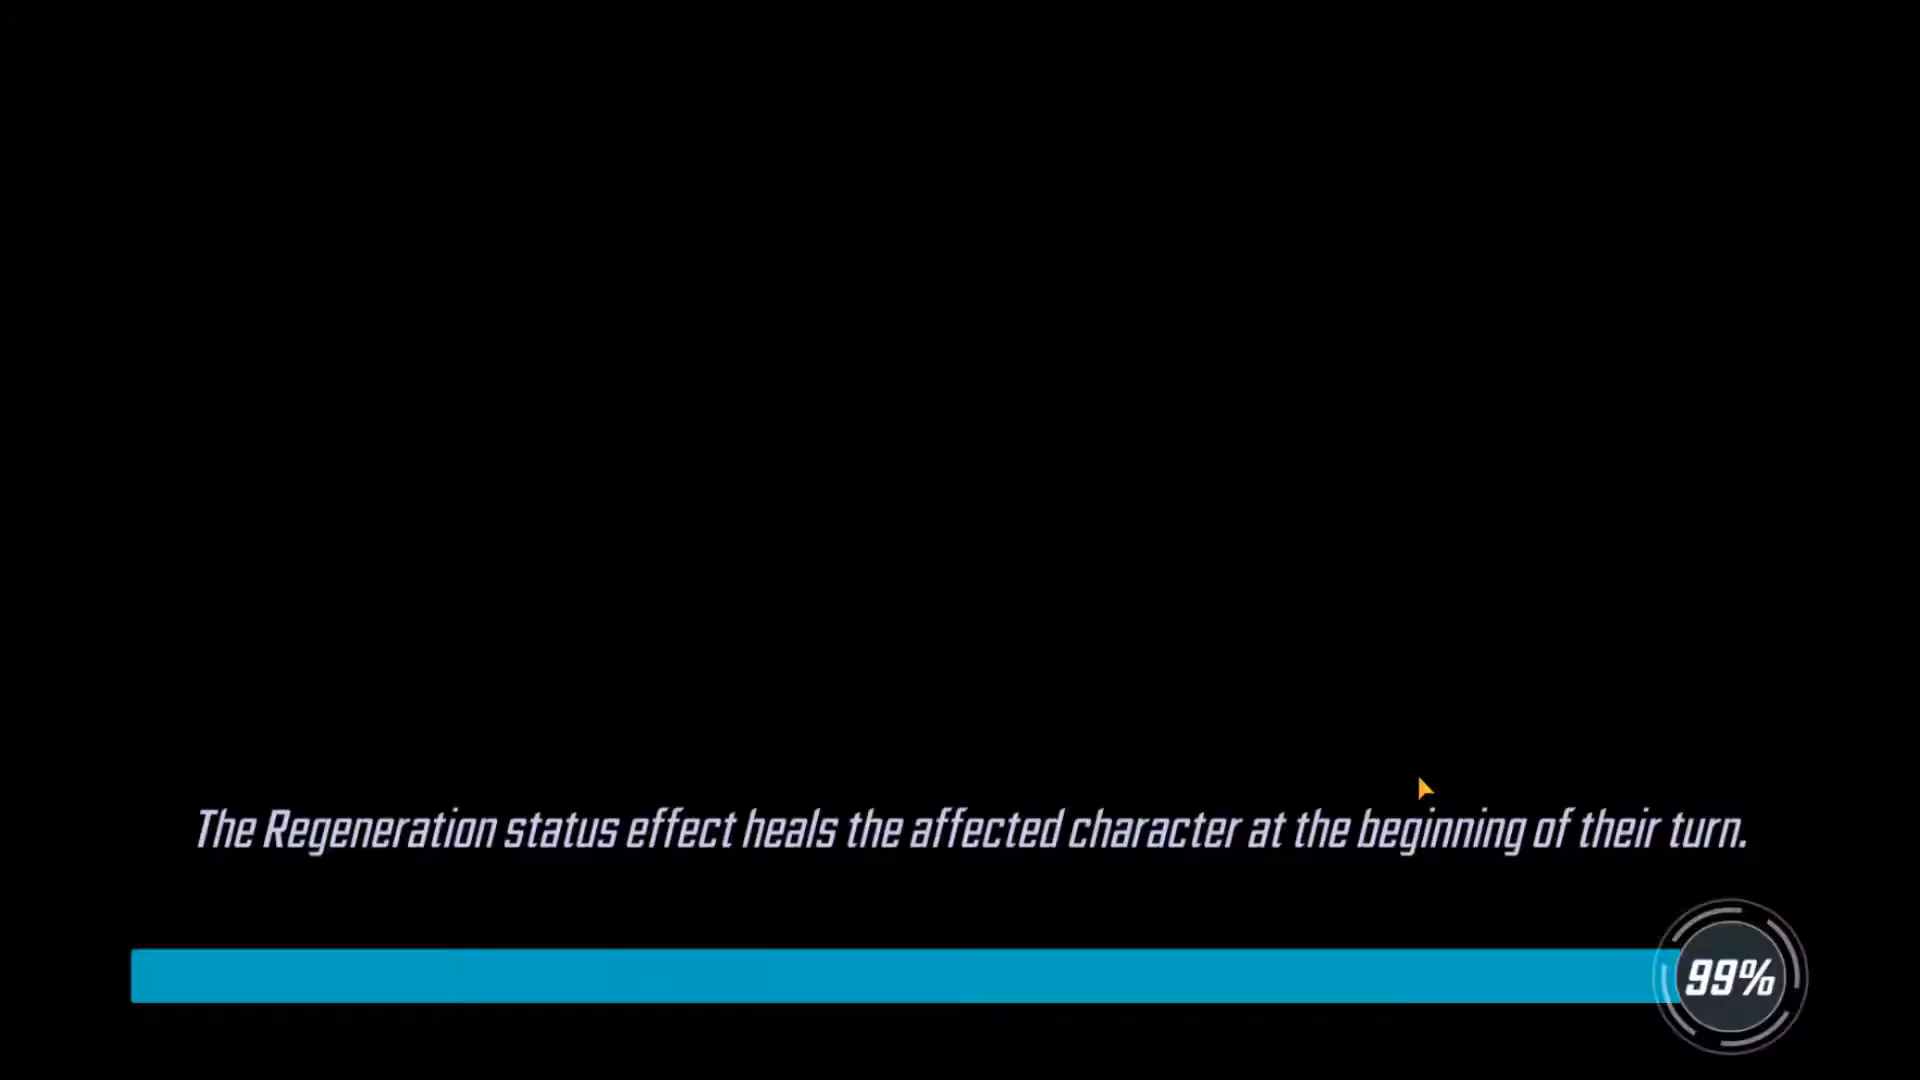 The Regeneration status effect heals the affected character at the beginning of their turn.
99%